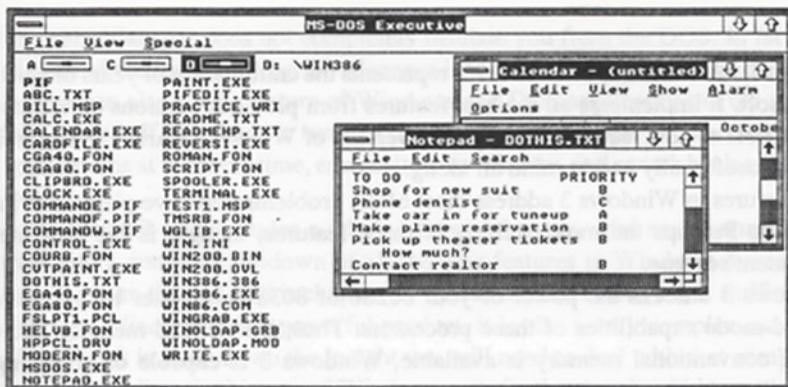 MS-DOS Executive
File View Special
A C D D: \WIN386
ABC.TXT
BILL.MSP
CALC.EXE
CALENDAR.EXE
CARDFILE.EXE
CGA40.FON
CGA80.FON
CLIPBRD.EXE
CLOCK.EXE
COMMAND.PIF
COMMANDF.PIF
COMMANDW.PIF
CONTROL.EXE
COURB.FON
CVTPAINT.EXE
DOTHIS.TXT
EGA40.FON
EGA80.FON
FSLPT1.PCL
HELVB.FON
HPPCL.DRV
MODERN.FON
MSDOS.EXE
NOTEPAD.EXE
PAINT.EXE
PIFEDIT.EXE
PRACTICE.WRI
README.TXT
READMEHP.TXT
REVERSI.EXE
ROMAN.FON
SCRIPT.FON
SPOOLER.EXE
TERMINAL.EXE
TEST1.MSP
TMSRB.FON
VGLIB.EXE
WIN.INI
WIN200.BIN
WIN200.OVL
WIN386.386
WIN386.EXE
WIN86.COM
WINGRAB.EXE
WINOLDAP.GRB
WINOLDAP.MOD
WRITE.EXE
Calendar - (untitled)
File Edit View Show Alarm
Options
Octobe
Notepad - DOTHIS.TXT
File Edit Search
TO DO PRIORITY
Shop for new suit
Phone dentist
Take car in for tuneup
Make plane reservations
Pick up theater tickets
How much?
Contact realtor